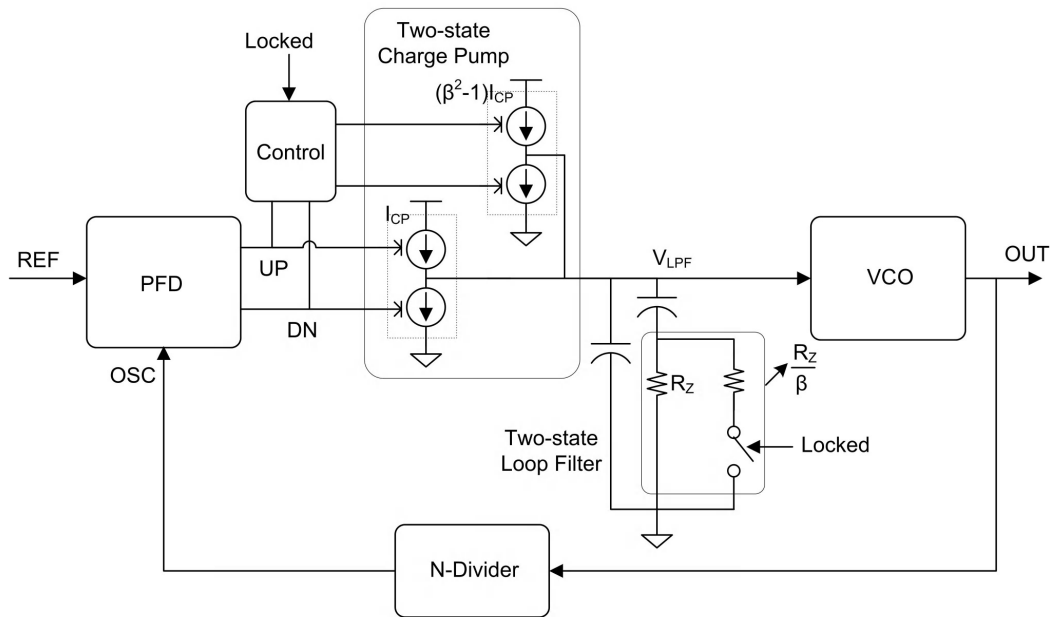 Two-state
Charge Pump
Locked
(β²-1)I_CP
Control
I_CP
REF
PFD
UP
DN
OSC
V_LPF
VCO
OUT
R_Z
R_Z
β
Two-state
Loop Filter
Locked
N-Divider